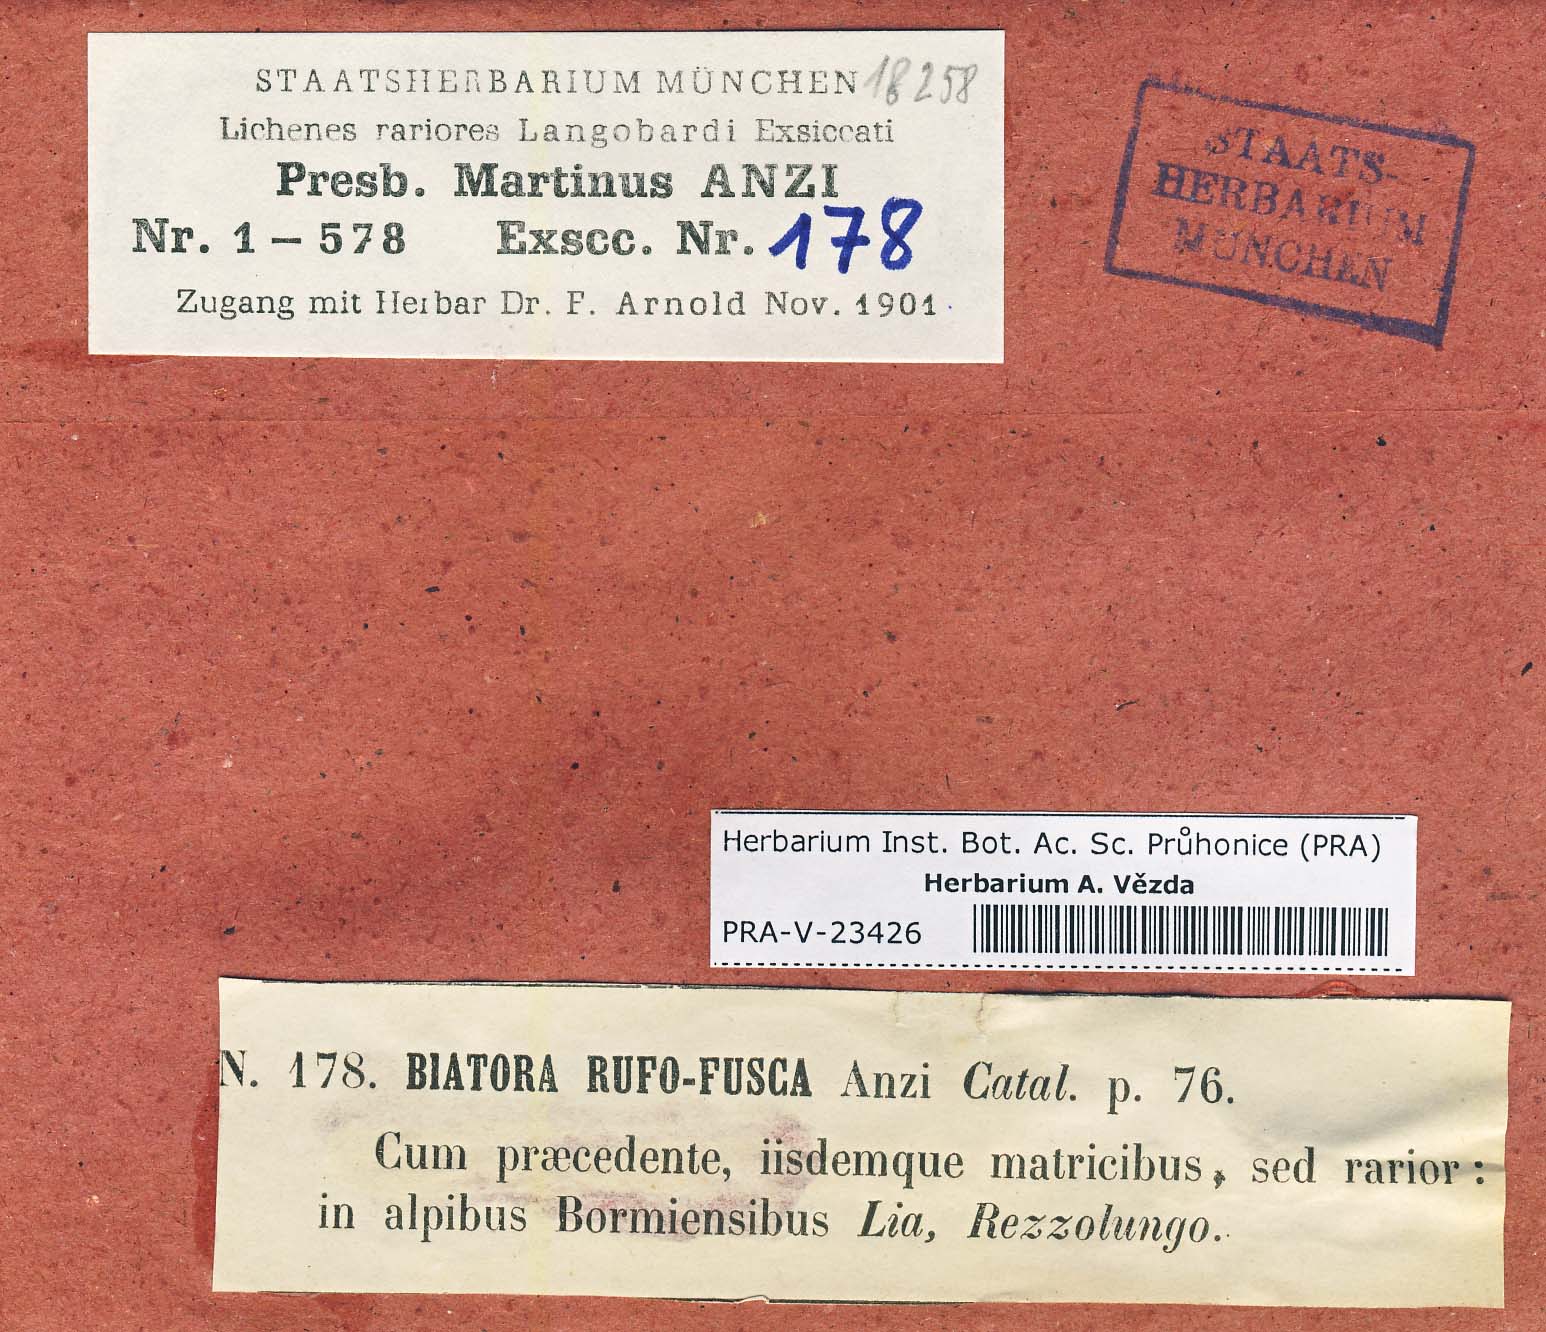 STAATSHERBARIUM MÜNCHEN 18258
Lichenes rariores Langobardi Exsiccati
Presb. Martinus ANZI
Nr. 1 – 578 Exscc. Nr. 178
Zugang mit Herbar Dr. F. Arnold Nov. 1901
STAATS-
HERBARIUM
MÜNCHEN
Herbarium Inst. Bot. Ac. Sc. Průhonice (PRA)
Herbarium A. Vězda
PRA-V-23426
N. 178. BIATORA RUFO-FUSCA Anzi Catal. p. 76.
Cum præcedente, iisdemque matricibus, sed rarior:
in alpibus Bormiensibus Lia, Rezzolungo.